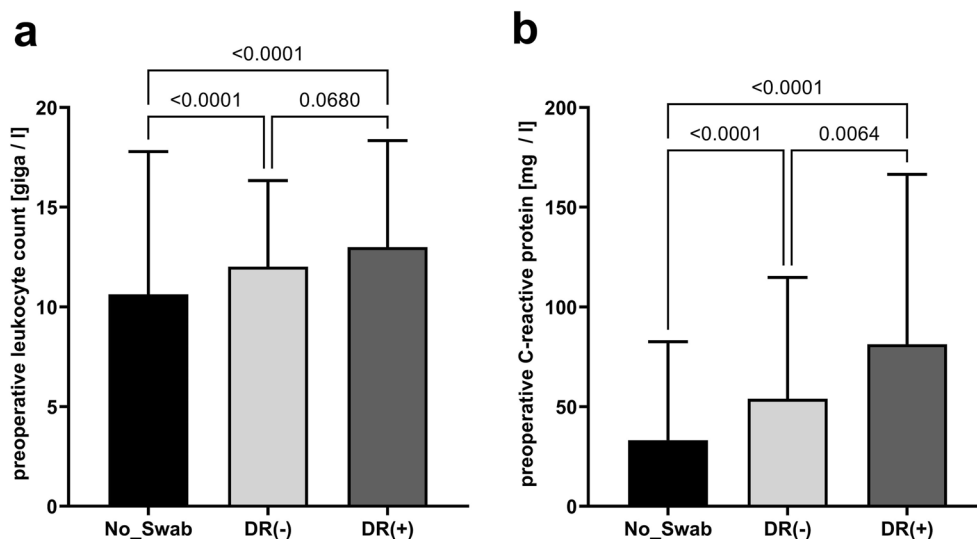 a
<0.0001
<0.0001 0.0680
preoperative leukocyte count [giga / l]
20
15
10
5
0
No_Swab DR(-) DR(+)
b
<0.0001
<0.0001 0.0064
preoperative C-reactive protein [mg / l]
200
150
100
50
0
No_Swab DR(-) DR(+)